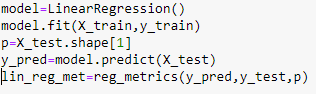 model=LinearRegression()
model.fit(X_train,y_train)
p=X_test.shape[1]
y_pred=model.predict(X_test)
lin_reg_met=reg_metrics(y_pred,y_test,p)